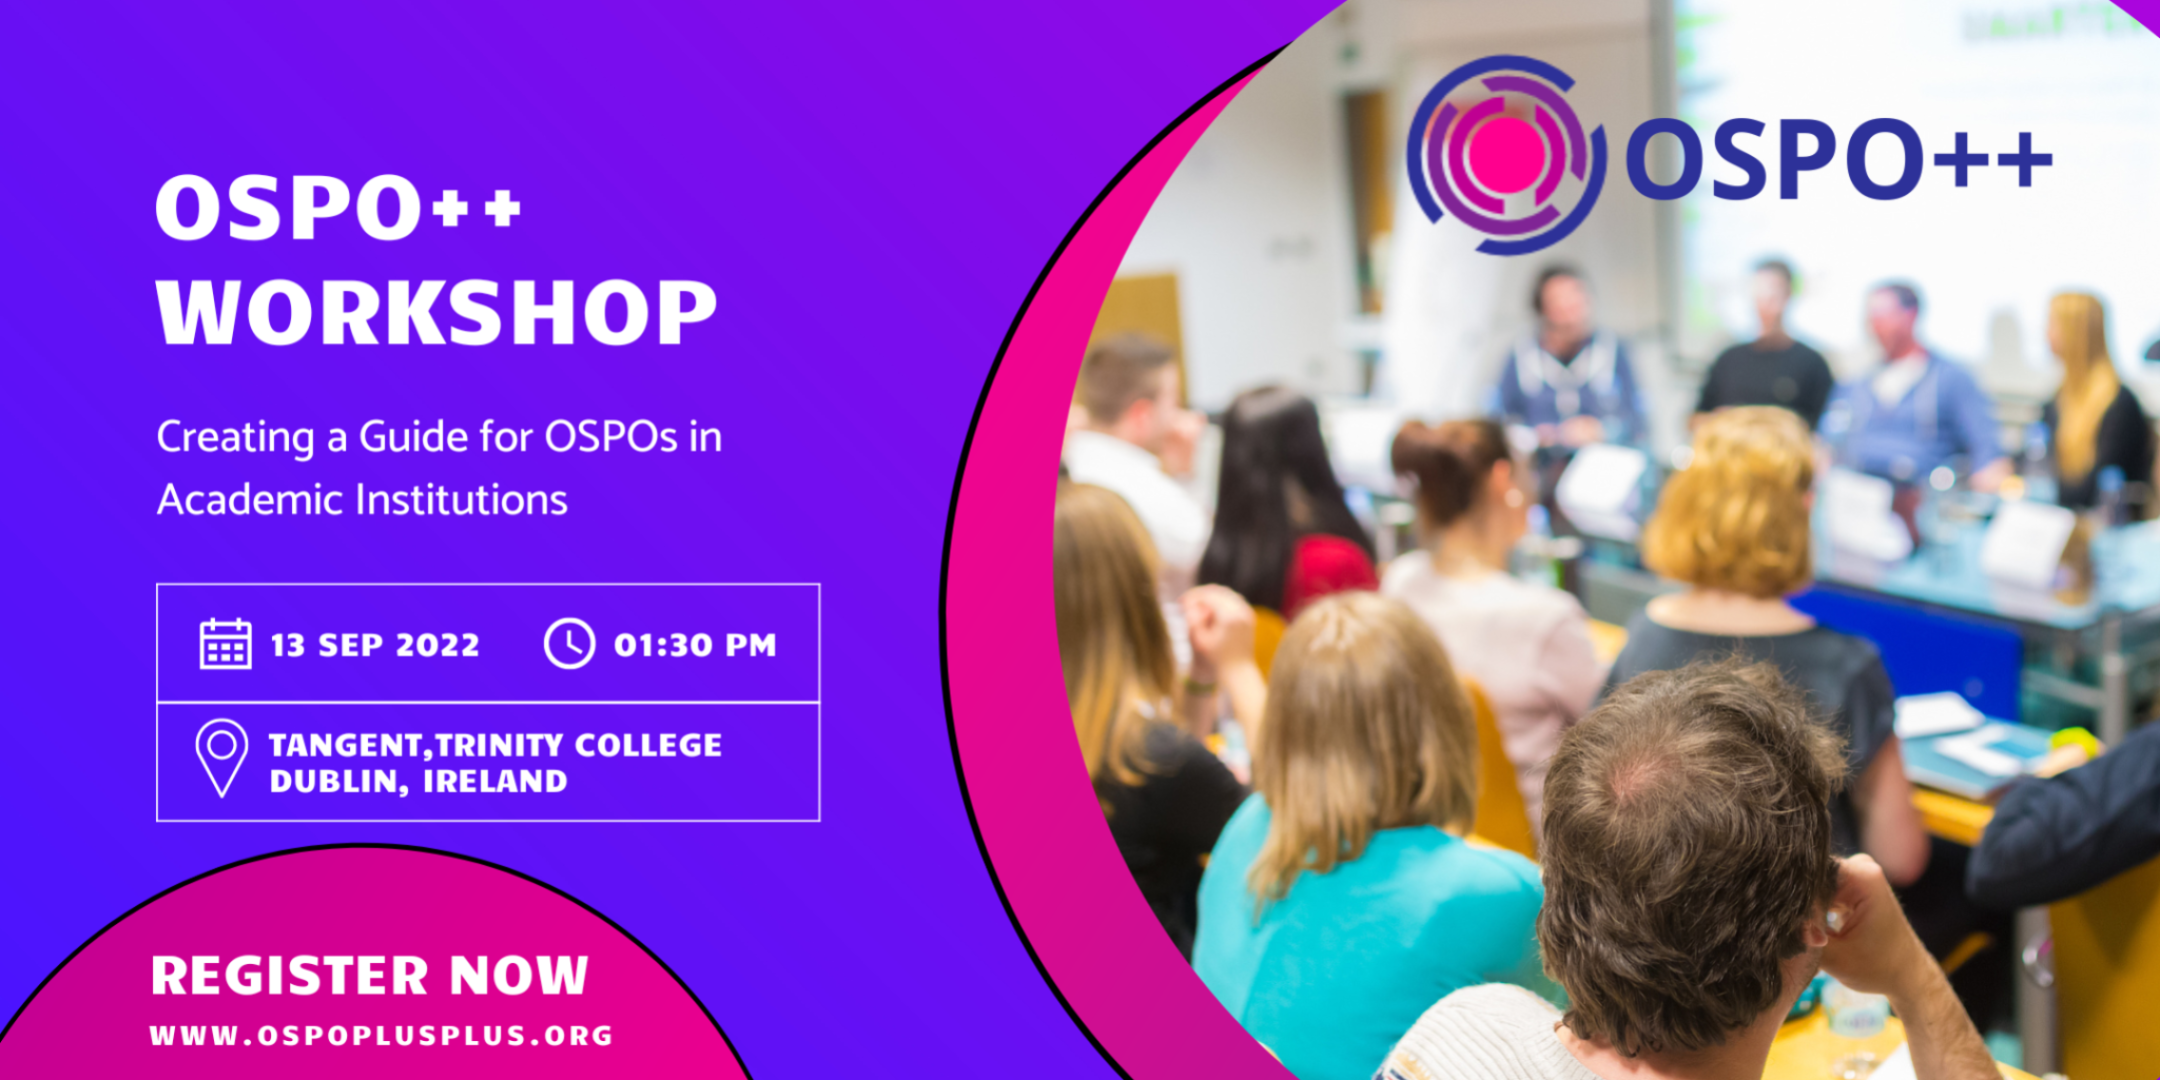 OSPO++
WORKSHOP
Creating a Guide for OSPOs in
Academic Institutions
13 SEP 2022
01:30 PM
TANGENT,TRINITY COLLEGE
DUBLIN, IRELAND
REGISTER NOW
WWW.OSPOPLUSPLUS.ORG
OSPO++